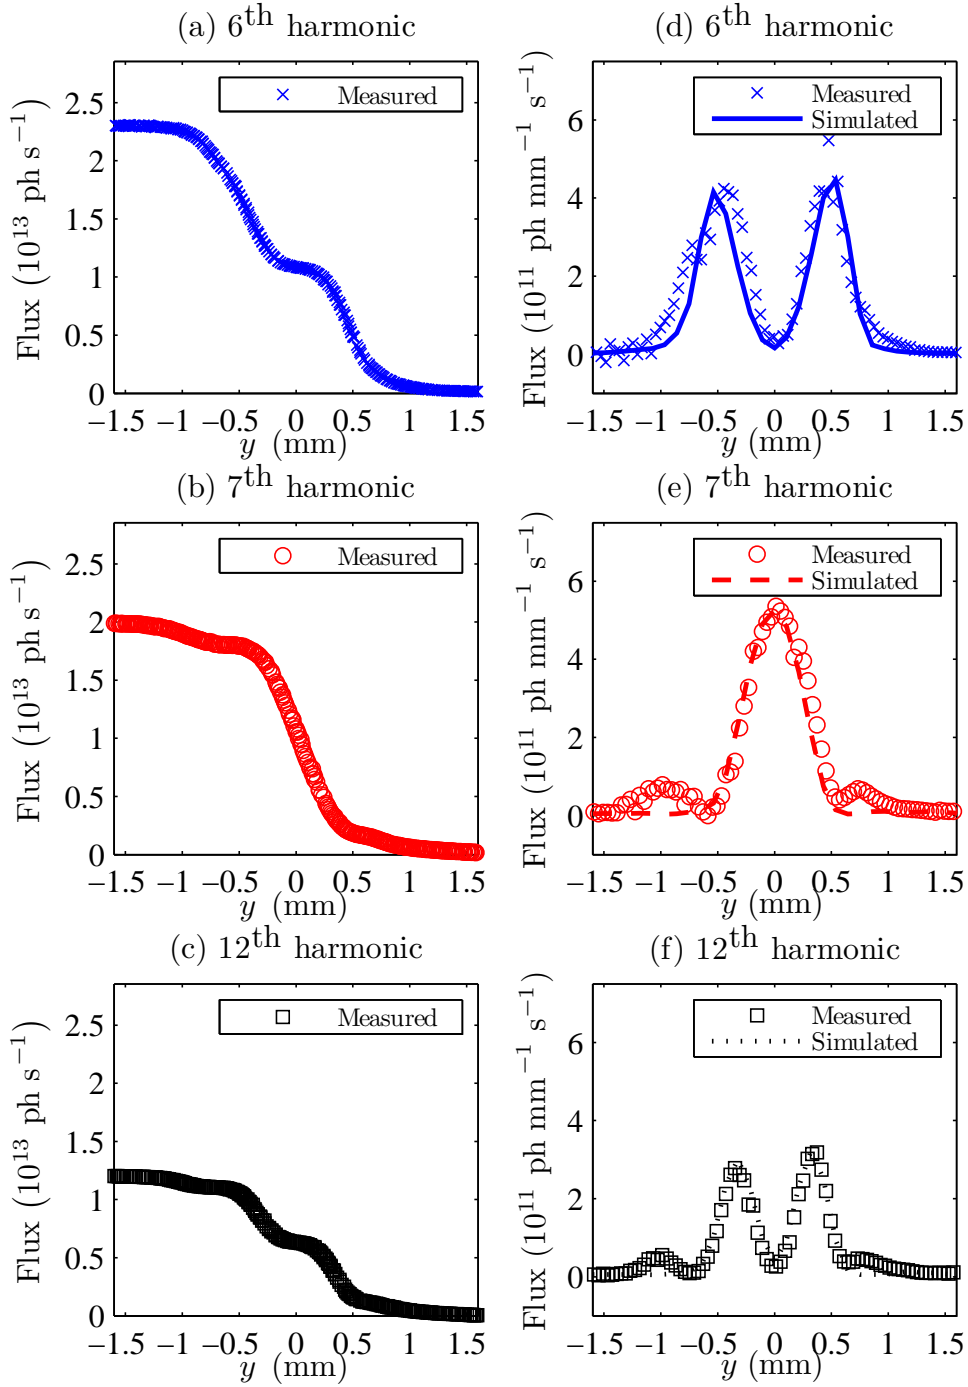 (a) 6th harmonic
Flux (10^13 ph s^−1)
2.5
2
1.5
1
0.5
0
Measured
−1.5 −1 −0.5 0 0.5 1 1.5
y (mm)
(d) 6th harmonic
Flux (10^11 ph mm^−1 s^−1)
6
4
2
0
Measured
Simulated
−1.5 −1 −0.5 0 0.5 1 1.5
y (mm)
(b) 7th harmonic
Flux (10^13 ph s^−1)
2.5
2
1.5
1
0.5
0
Measured
−1.5 −1 −0.5 0 0.5 1 1.5
y (mm)
(e) 7th harmonic
Flux (10^11 ph mm^−1 s^−1)
6
4
2
0
Measured
Simulated
−1.5 −1 −0.5 0 0.5 1 1.5
y (mm)
(c) 12th harmonic
Flux (10^13 ph s^−1)
2.5
2
1.5
1
0.5
0
Measured
−1.5 −1 −0.5 0 0.5 1 1.5
y (mm)
(f) 12th harmonic
Flux (10^11 ph mm^−1 s^−1)
6
4
2
0
Measured
Simulated
−1.5 −1 −0.5 0 0.5 1 1.5
y (mm)